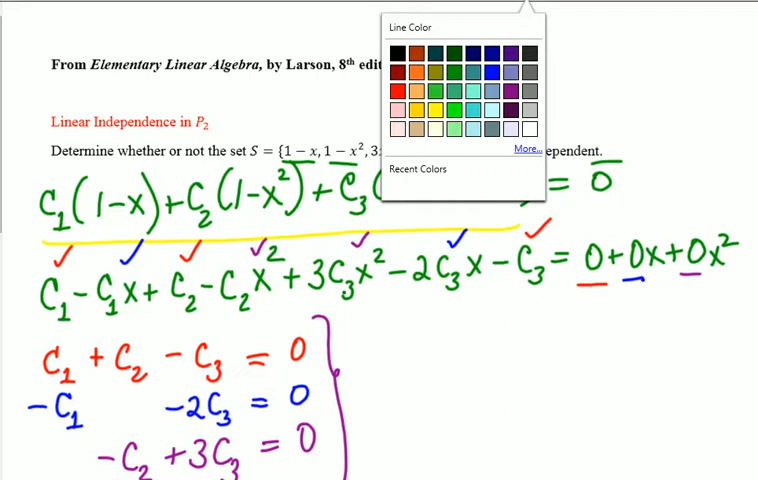 Line Color
From Elementary Linear Algebra, by Larson, 8th edit
Linear Independence in P₂
More...
Determine whether or not the set S = {1 − x, 1 − x², 3 ependent.
Recent Colors
C₁(1-x)+C₂(1-x²)+C₃( = 0
C₁ - C₁x + C₂ - C₂x² + 3C₃x² - 2C₃x - C₃ = 0+0x+0x²
C₁ + C₂ - C₃ = 0
-C₁ -2C₃ = 0
-C₂ +3C₃ = 0